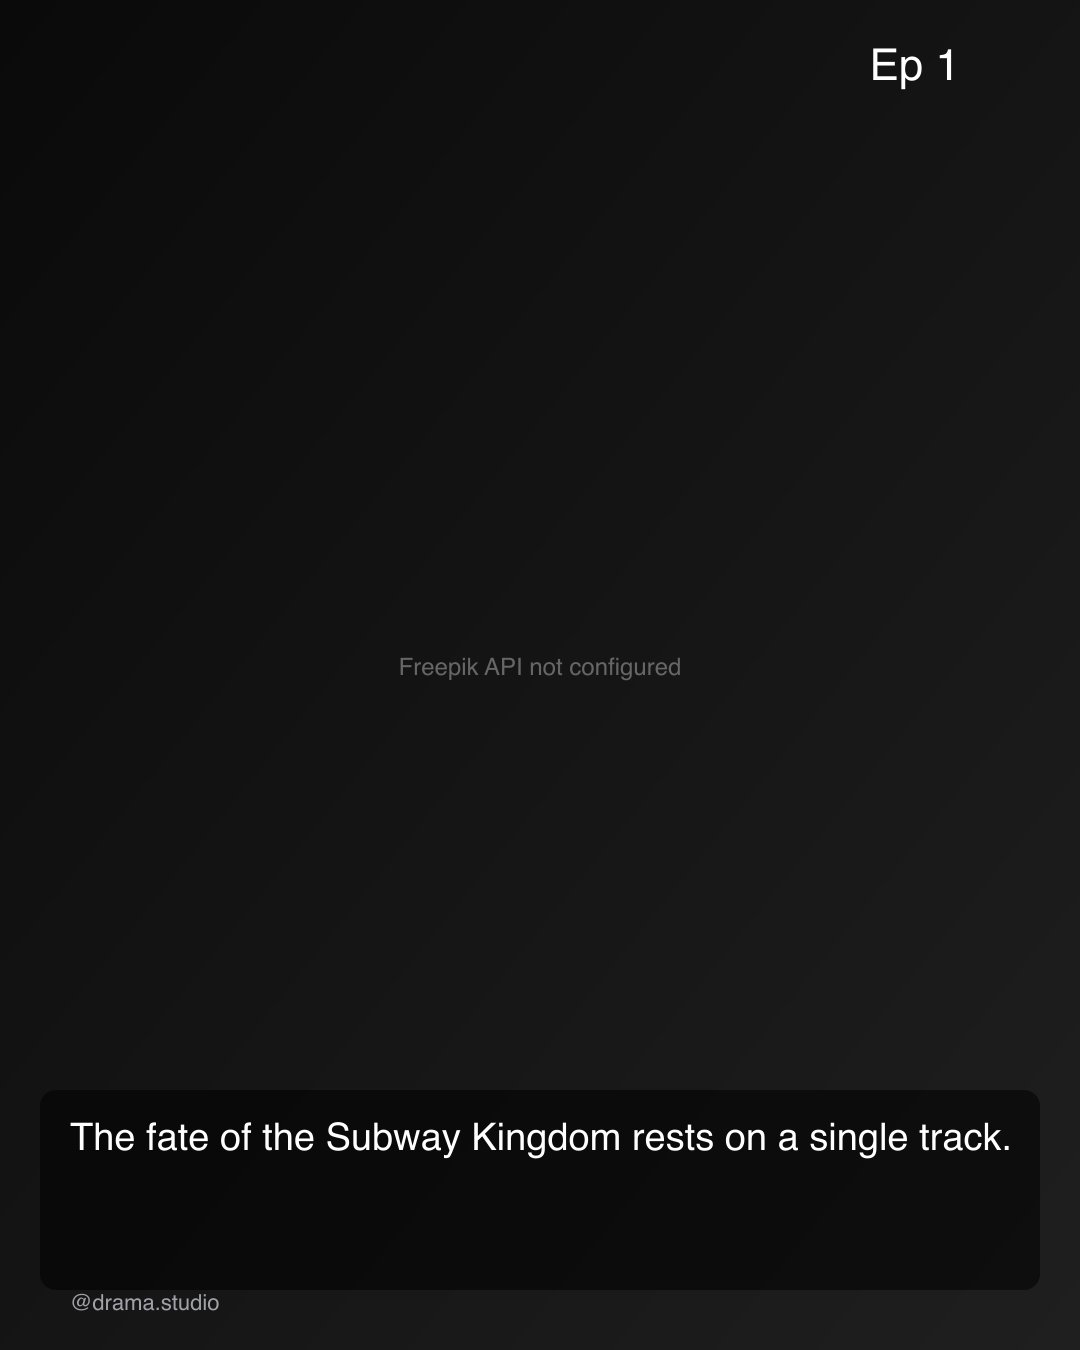 Ep 1
Freepik API not configured
The fate of the Subway Kingdom rests on a single track.
@drama.studio